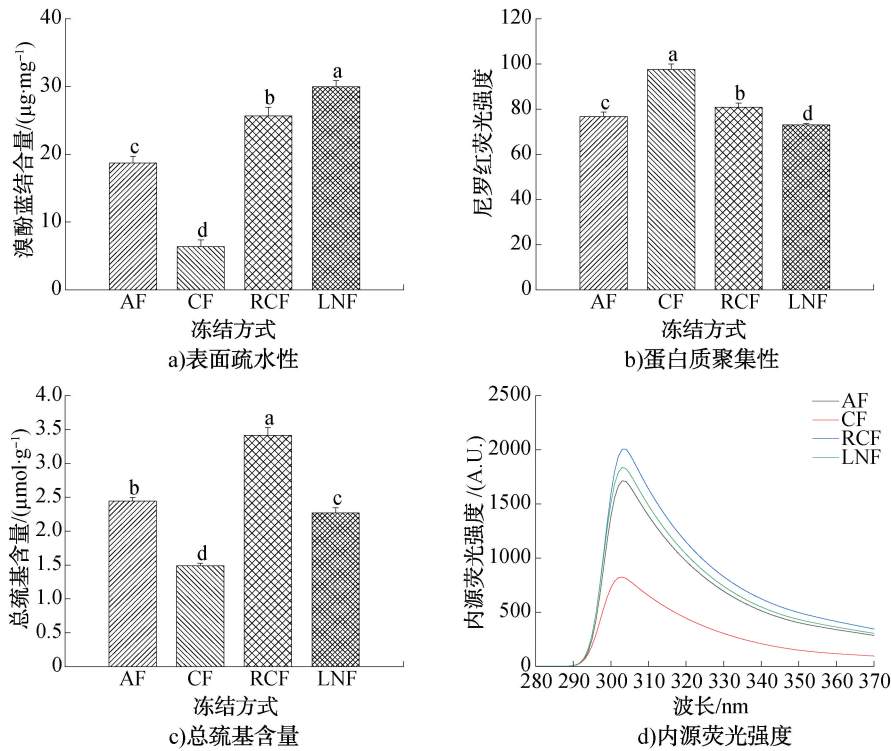 溴酚蓝结合量/(μg·mg⁻¹)
40
30
20
10
0
c
d
b
a
AF CF RCF LNF
冻结方式
a)表面疏水性
尼罗红荧光强度
120
100
80
60
40
20
0
c
a
b
d
AF CF RCF LNF
冻结方式
b)蛋白质聚集性
总巯基含量/(μmol·g⁻¹)
4.0
3.5
3.0
2.5
2.0
1.5
1.0
0.5
0
b
d
a
c
AF CF RCF LNF
冻结方式
c)总巯基含量
内源荧光强度 /(A.U.)
2500
2000
1500
1000
500
0
AF
CF
RCF
LNF
280 290 300 310 320 330 340 350 360 370
波长/nm
d)内源荧光强度